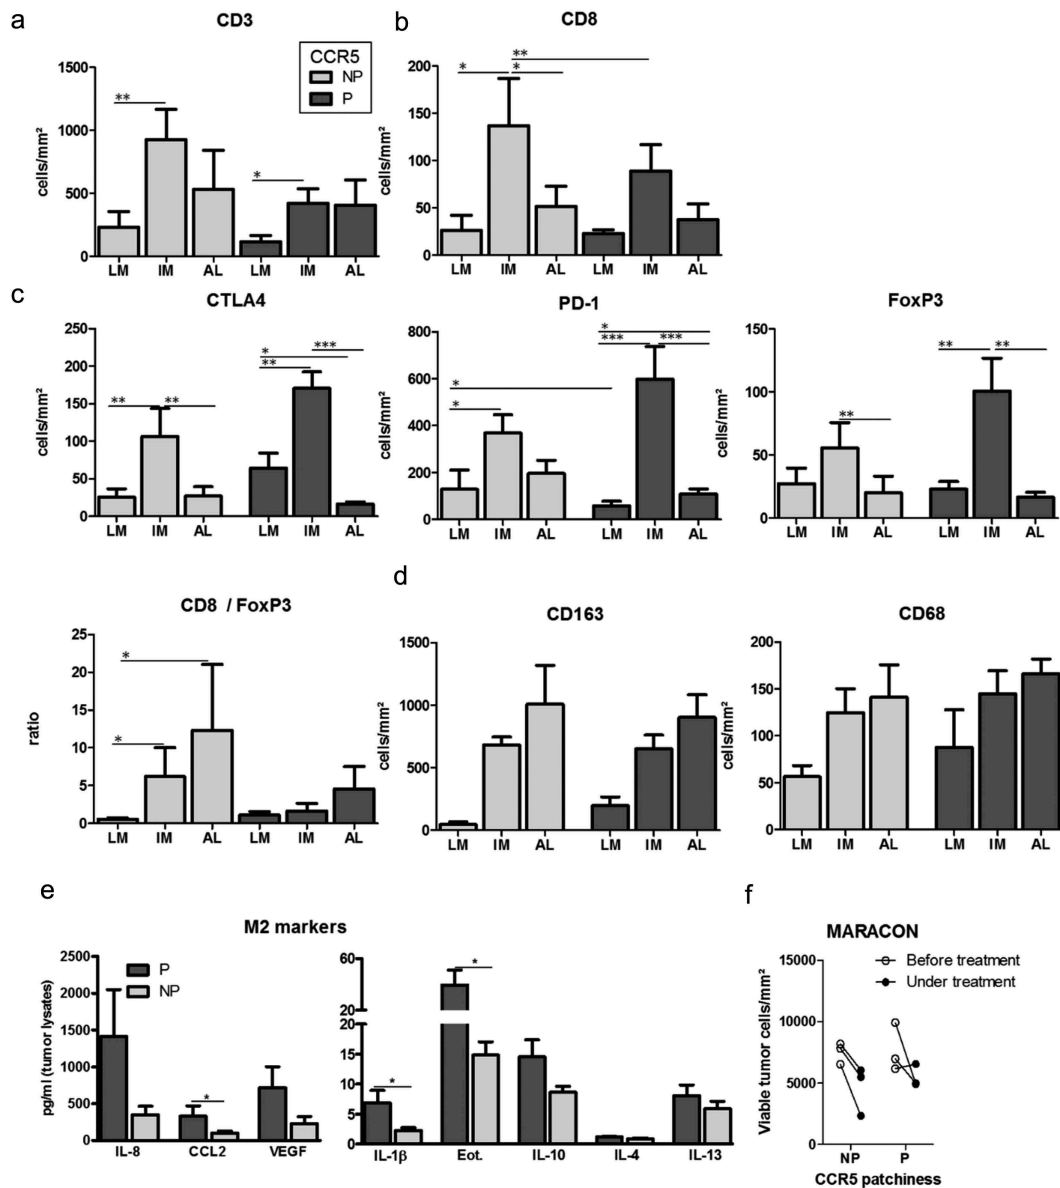 a
CD3
b
CD8
CCR5
NP
P
cells/mm²
1500
1000
500
0
**
*
LM IM AL LM IM AL
cells/mm²
200
150
100
50
0
*
**
*
LM IM AL LM IM AL
c
CTLA4
cells/mm²
250
200
150
100
50
0
** **
*
**
***
LM IM AL LM IM AL
PD-1
cells/mm²
800
600
400
200
0
*
*
*
*** ***
LM IM AL LM IM AL
FoxP3
cells/mm²
150
100
50
0
**
** **
LM IM AL LM IM AL
CD8 / FoxP3
ratio
25
20
15
10
5
0
*
*
LM IM AL LM IM AL
d
CD163
cells/mm²
1500
1000
500
0
LM IM AL LM IM AL
CD68
cells/mm²
200
150
100
50
0
LM IM AL LM IM AL
e
M2 markers
pg/ml (tumor lysates)
2500
2000
1500
1000
500
0
P
NP
*
IL-8 CCL2 VEGF
60
40
20
20
15
10
5
0
*
*
IL-1β Eot. IL-10 IL-4 IL-13
f
MARACON
Before treatment
Under treatment
Viable tumor cells/mm²
15000
10000
5000
0
NP P
CCR5 patchiness